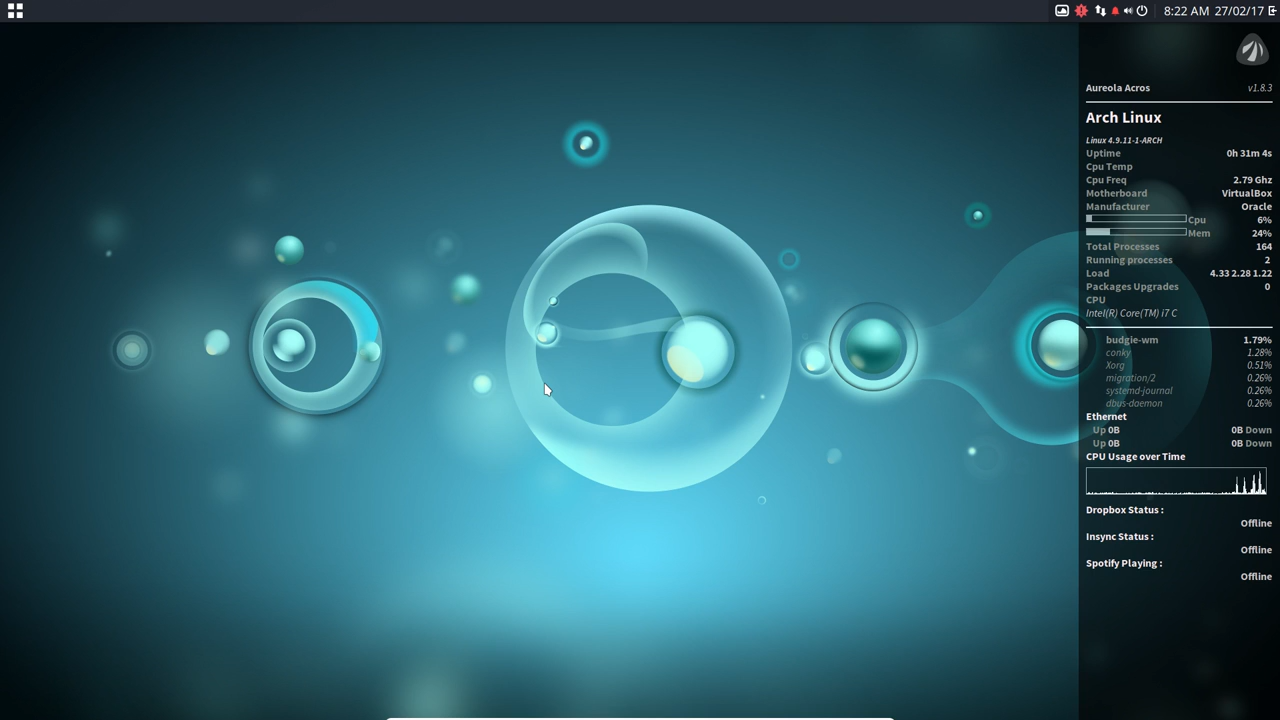 8:22 AM 27/02/17
Aureola Acros v1.8.3
Arch Linux
Linux 4.9.11-1-ARCH
Uptime 0h 31m 4s
Cpu Temp
Cpu Freq 2.79 Ghz
Motherboard VirtualBox
Manufacturer Oracle
Cpu 6%
Mem 24%
Total Processes 164
Running processes 2
Load 4.33 2.28 1.22
Packages Upgrades 0
CPU
Intel(R) Core(TM) i7 C
budgie-wm 1.79%
conky 1.28%
Xorg 0.51%
migration/2 0.26%
systemd-journal 0.26%
dbus-daemon 0.26%
Ethernet
Up 0B 0B Down
Up 0B 0B Down
CPU Usage over Time
Dropbox Status :
Offline
Insync Status :
Offline
Spotify Playing :
Offline